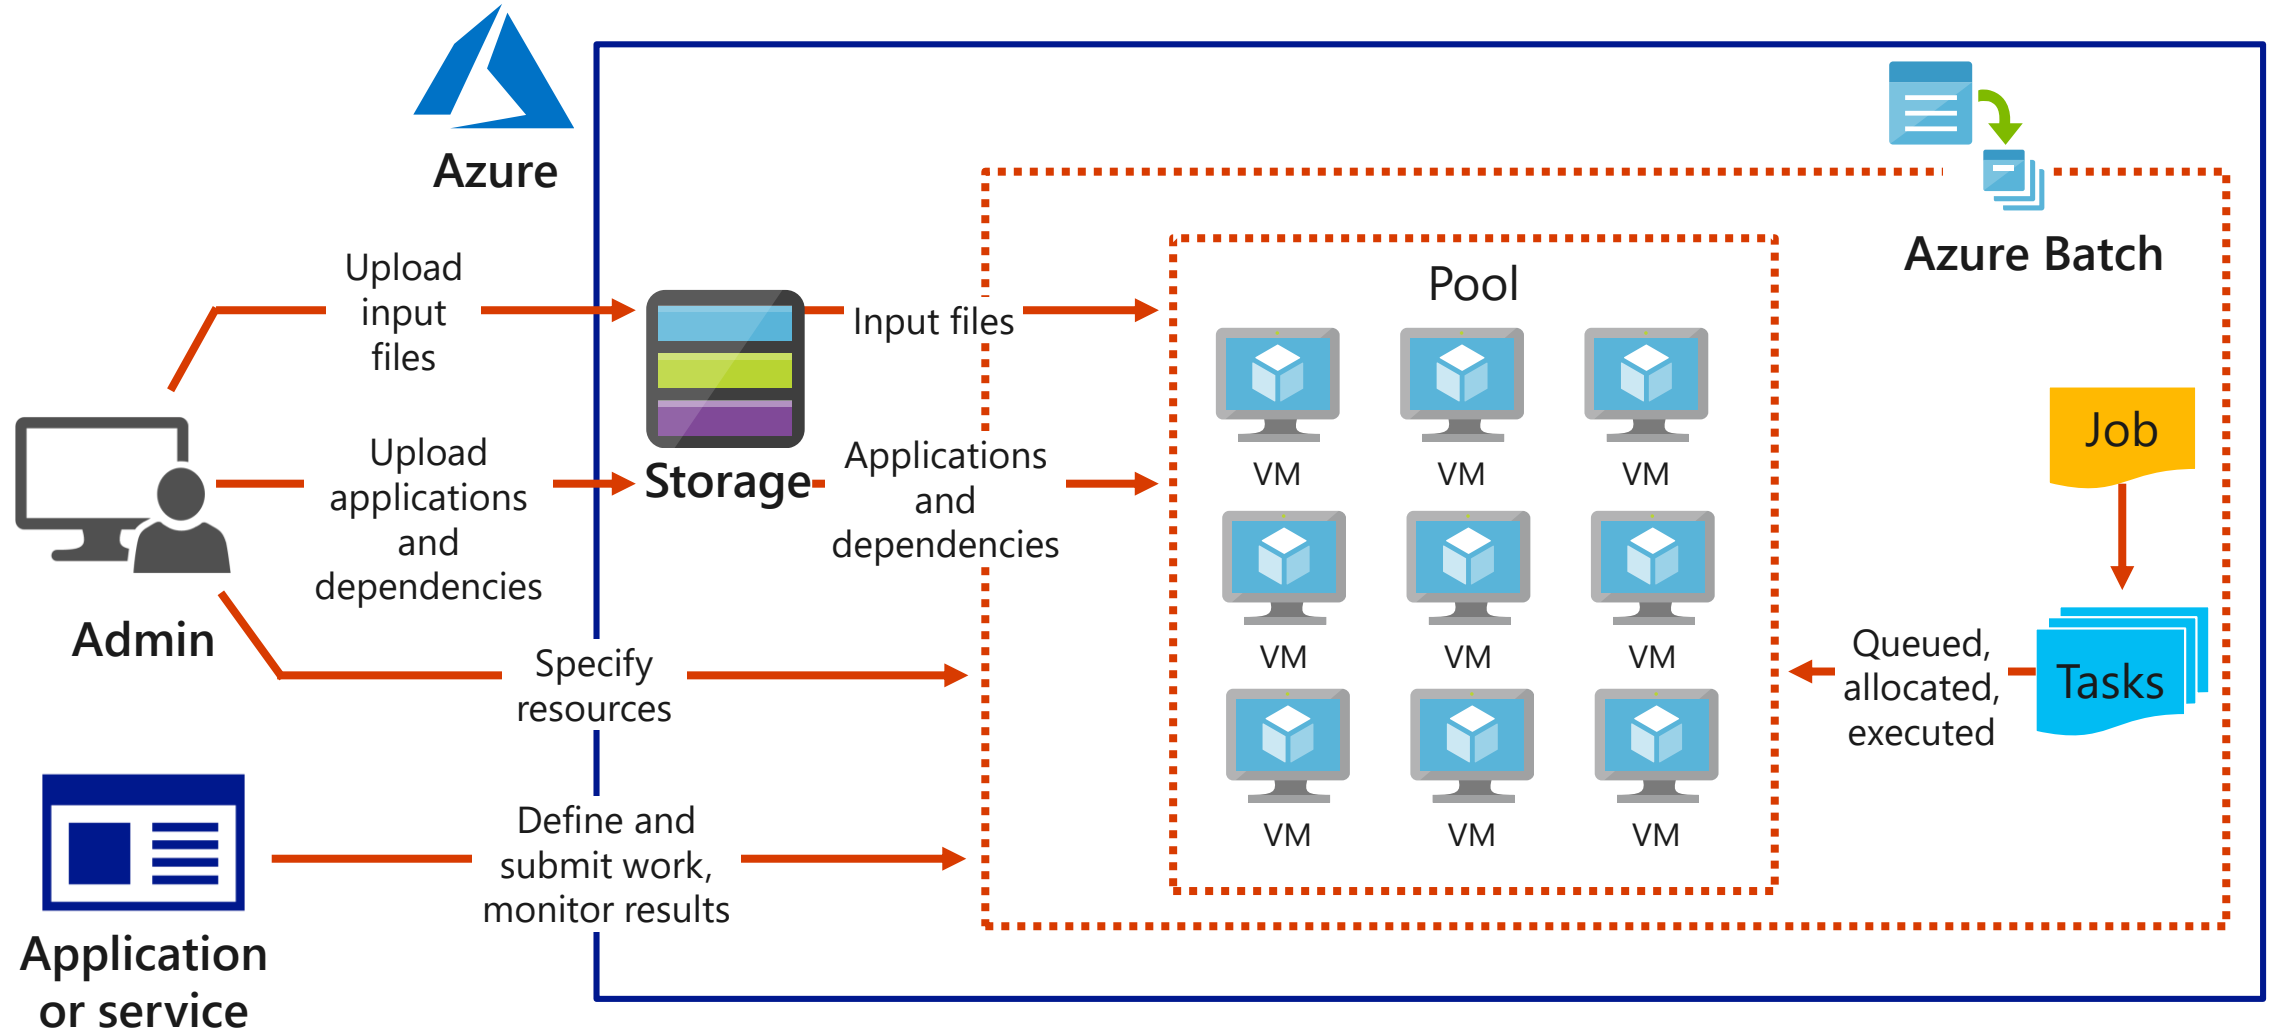 Azure
Azure Batch
Upload
input
files
Input files
Pool
Upload
applications
and
dependencies
Storage
Applications
and
dependencies
VM
VM
VM
Job
Admin
Specify
resources
VM
VM
VM
Queued,
allocated,
executed
Tasks
Define and
submit work,
monitor results
VM
VM
VM
Application
or service